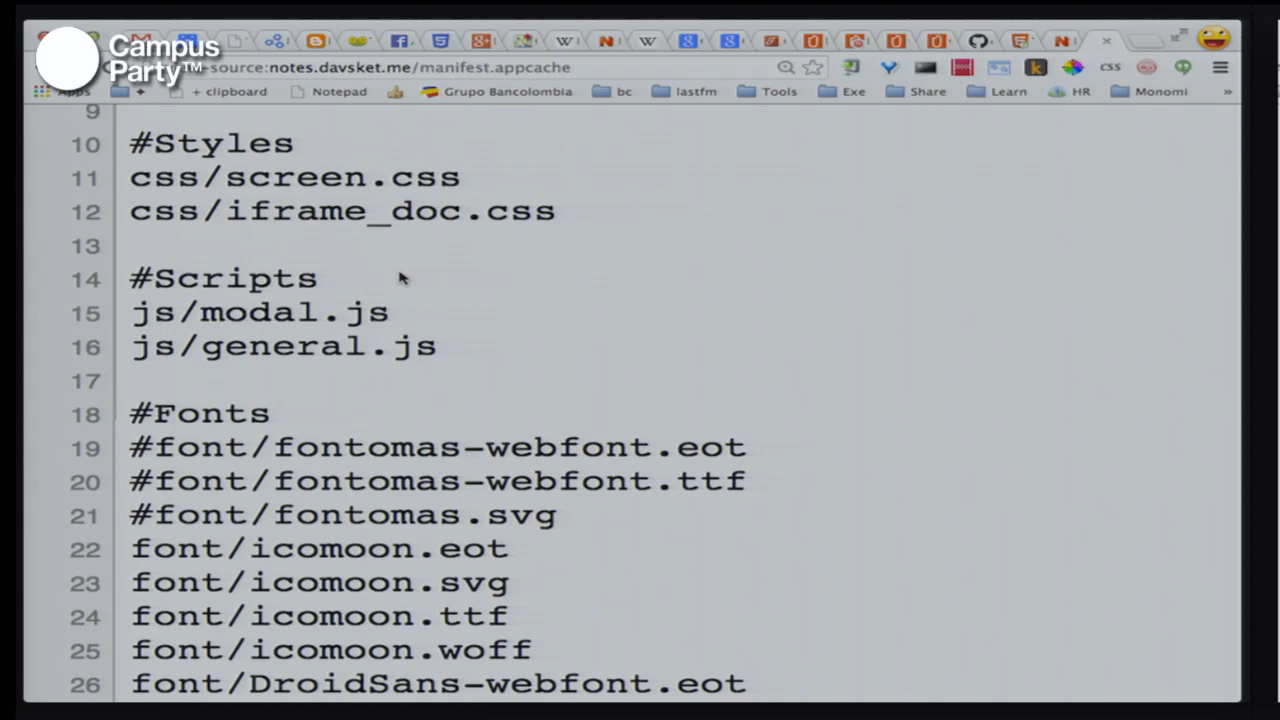 Campus
Party™
-source:notes.davsket.me/manifest.appcache
Apps + + clipboard Notepad Grupo Bancolombia bc lastfm Tools Exe Share Learn HR Monomi »
9
10 #Styles
11 css/screen.css
12 css/iframe_doc.css
13
14 #Scripts
15 js/modal.js
16 js/general.js
17
18 #Fonts
19 #font/fontomas-webfont.eot
20 #font/fontomas-webfont.ttf
21 #font/fontomas.svg
22 font/icomoon.eot
23 font/icomoon.svg
24 font/icomoon.ttf
25 font/icomoon.woff
26 font/DroidSans-webfont.eot